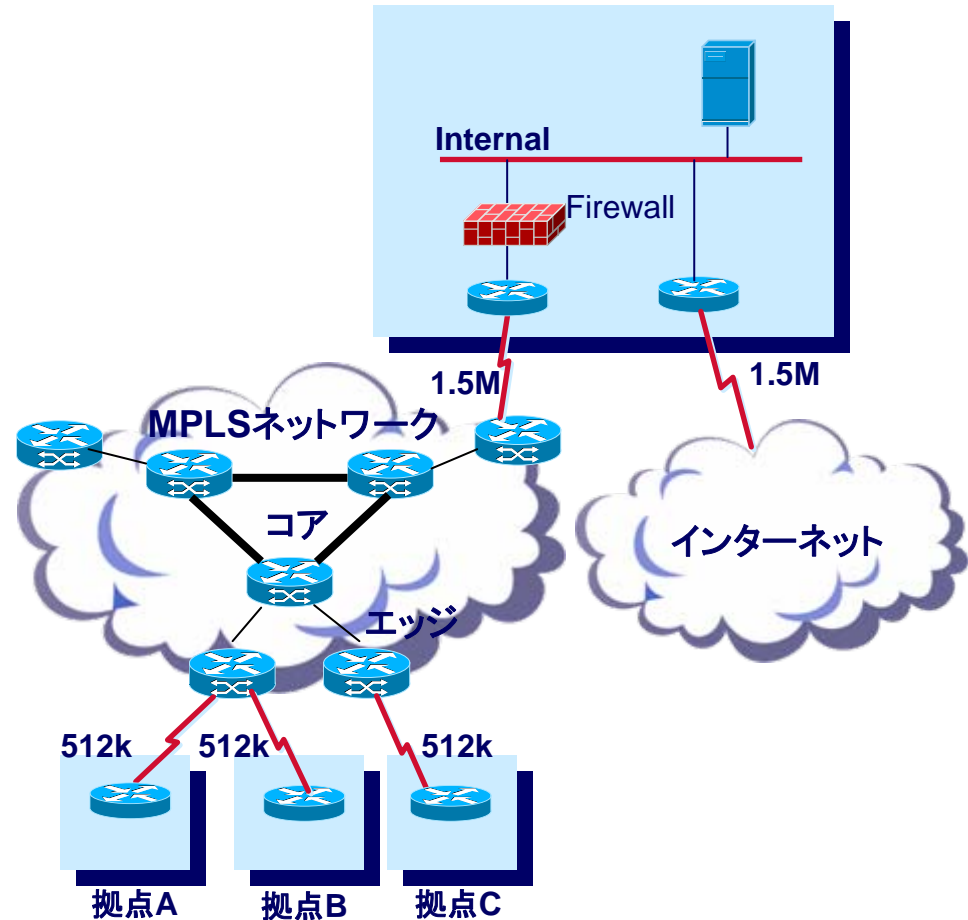 Internal
Firewall
1.5M
1.5M
MPLSネットワーク
コア
インターネット
エッジ
512k
512k
512k
拠点A
拠点B
拠点C